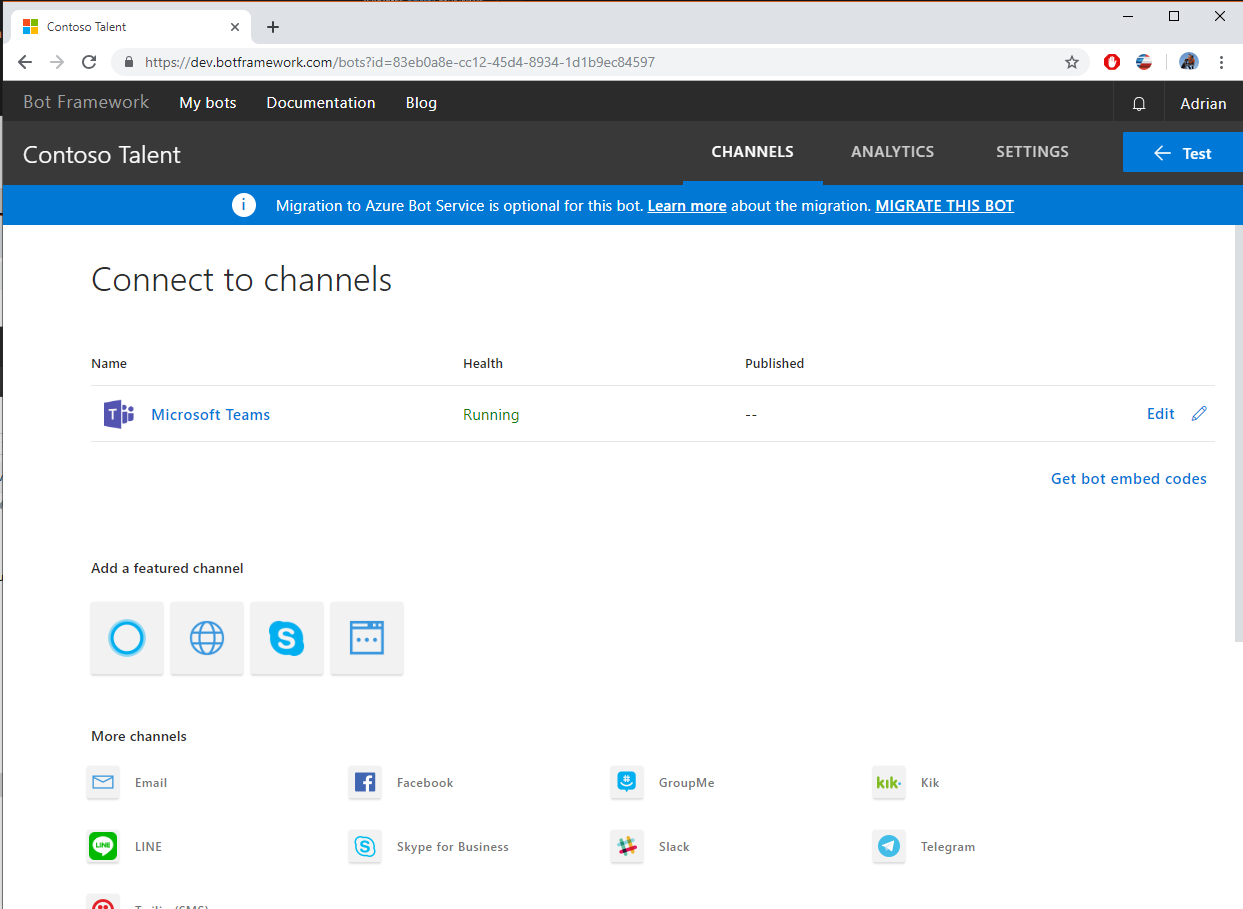 Contoso Talent
https://dev.botframework.com/bots?id=83eb0a8e-cc12-45d4-8934-1d1b9ec84597
Bot Framework My bots Documentation Blog Adrian
Contoso Talent CHANNELS ANALYTICS SETTINGS Test
Migration to Azure Bot Service is optional for this bot. Learn more about the migration. MIGRATE THIS BOT
Connect to channels
Name Health Published
Microsoft Teams Running -- Edit
Get bot embed codes
Add a featured channel
More channels
Email Facebook GroupMe kik. Kik
LINE LINE Skype for Business Slack Telegram